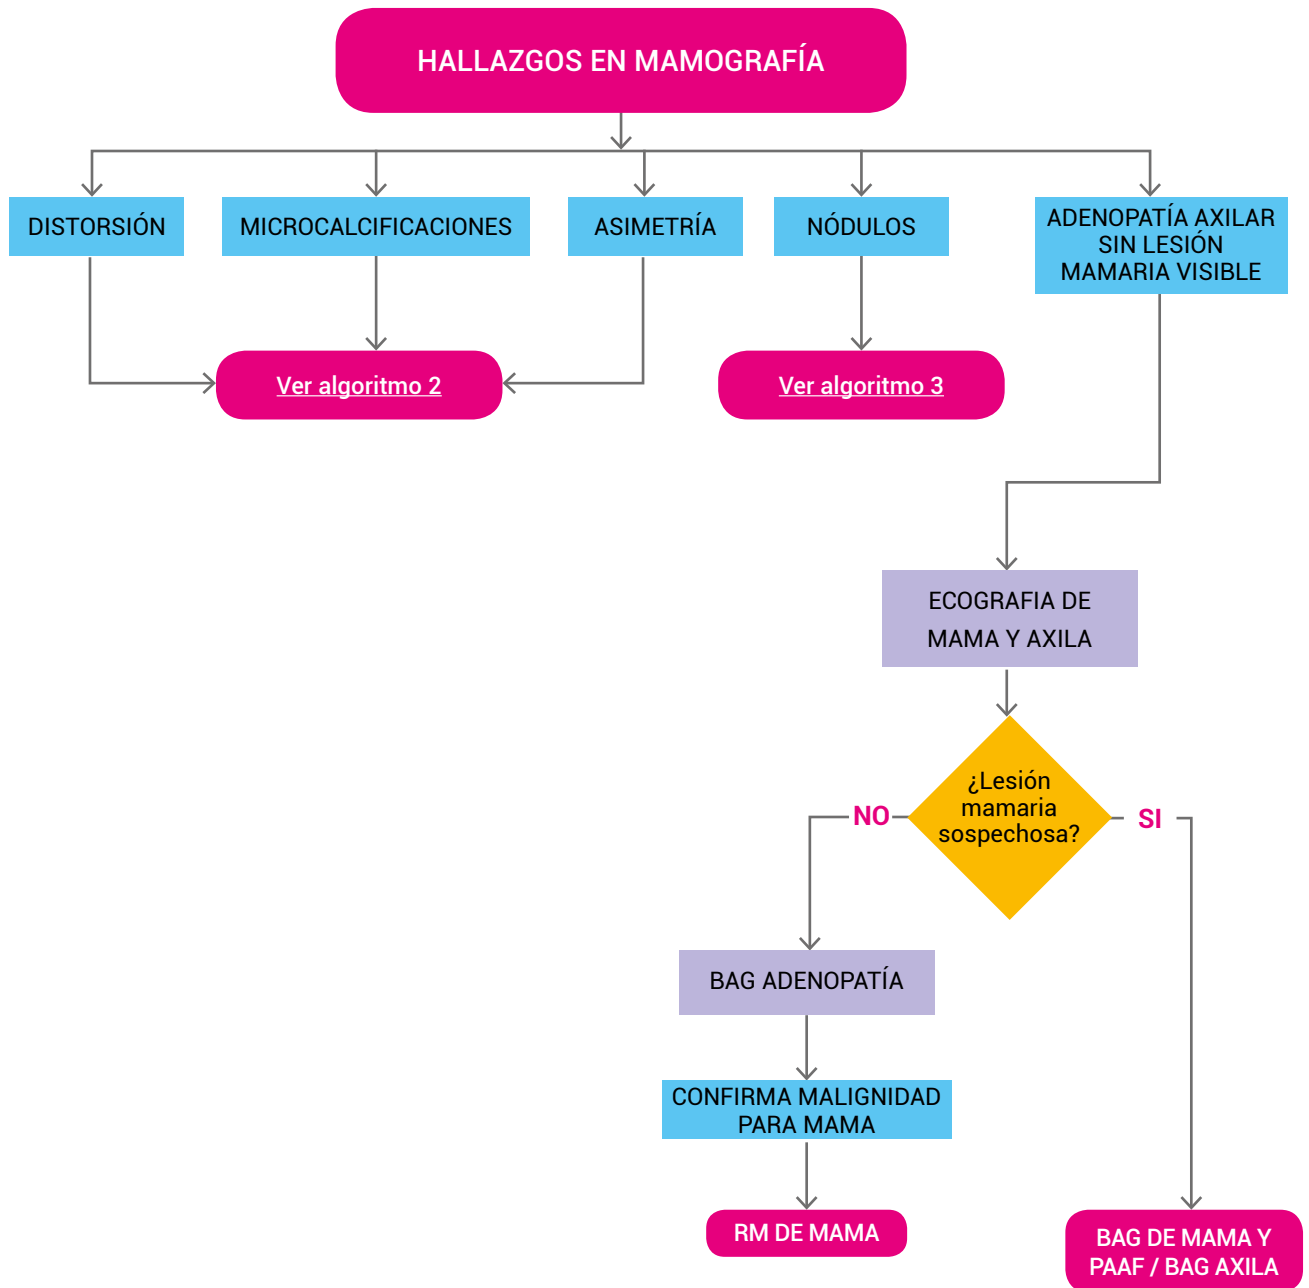 HALLAZGOS EN MAMOGRAFÍA
DISTORSIÓN
MICROCALCIFICACIONES
ASIMETRÍA
NÓDULOS
ADENOPATÍA AXILAR
SIN LESIÓN
MAMARIA VISIBLE
Ver algoritmo 2
Ver algoritmo 3
ECOGRAFIA DE
MAMA Y AXILA
¿Lesión
mamaria
sospechosa?
NO
SI
BAG ADENOPATÍA
CONFIRMA MALIGNIDAD
PARA MAMA
RM DE MAMA
BAG DE MAMA Y
PAAF / BAG AXILA